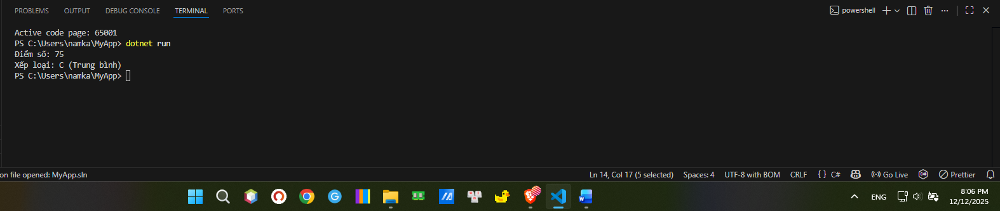 PROBLEMS OUTPUT DEBUG CONSOLE TERMINAL PORTS powershell
Active code page: 65001
PS C:\Users\namka\MyApp> dotnet run
Điểm số: 75
Xếp loại: C (Trung bình)
PS C:\Users\namka\MyApp>
on file opened: MyApp.sln Ln 14, Col 17 (5 selected) Spaces: 4 UTF-8 with BOM CRLF { } C# Go Live Prettier
ENG 8:06 PM
12/12/2025